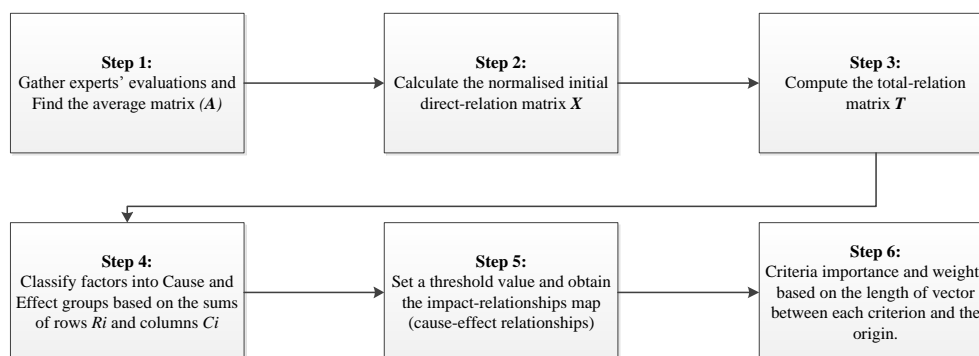 Step 1:
Gather experts' evaluations and
Find the average matrix (A)
Step 2:
Calculate the normalised initial
direct-relation matrix X
Step 3:
Compute the total-relation
matrix T
Step 4:
Classify factors into Cause and
Effect groups based on the sums
of rows Ri and columns Ci
Step 5:
Set a threshold value and obtain
the impact-relationships map
(cause-effect relationships)
Step 6:
Criteria importance and weight
based on the length of vector
between each criterion and the
origin.